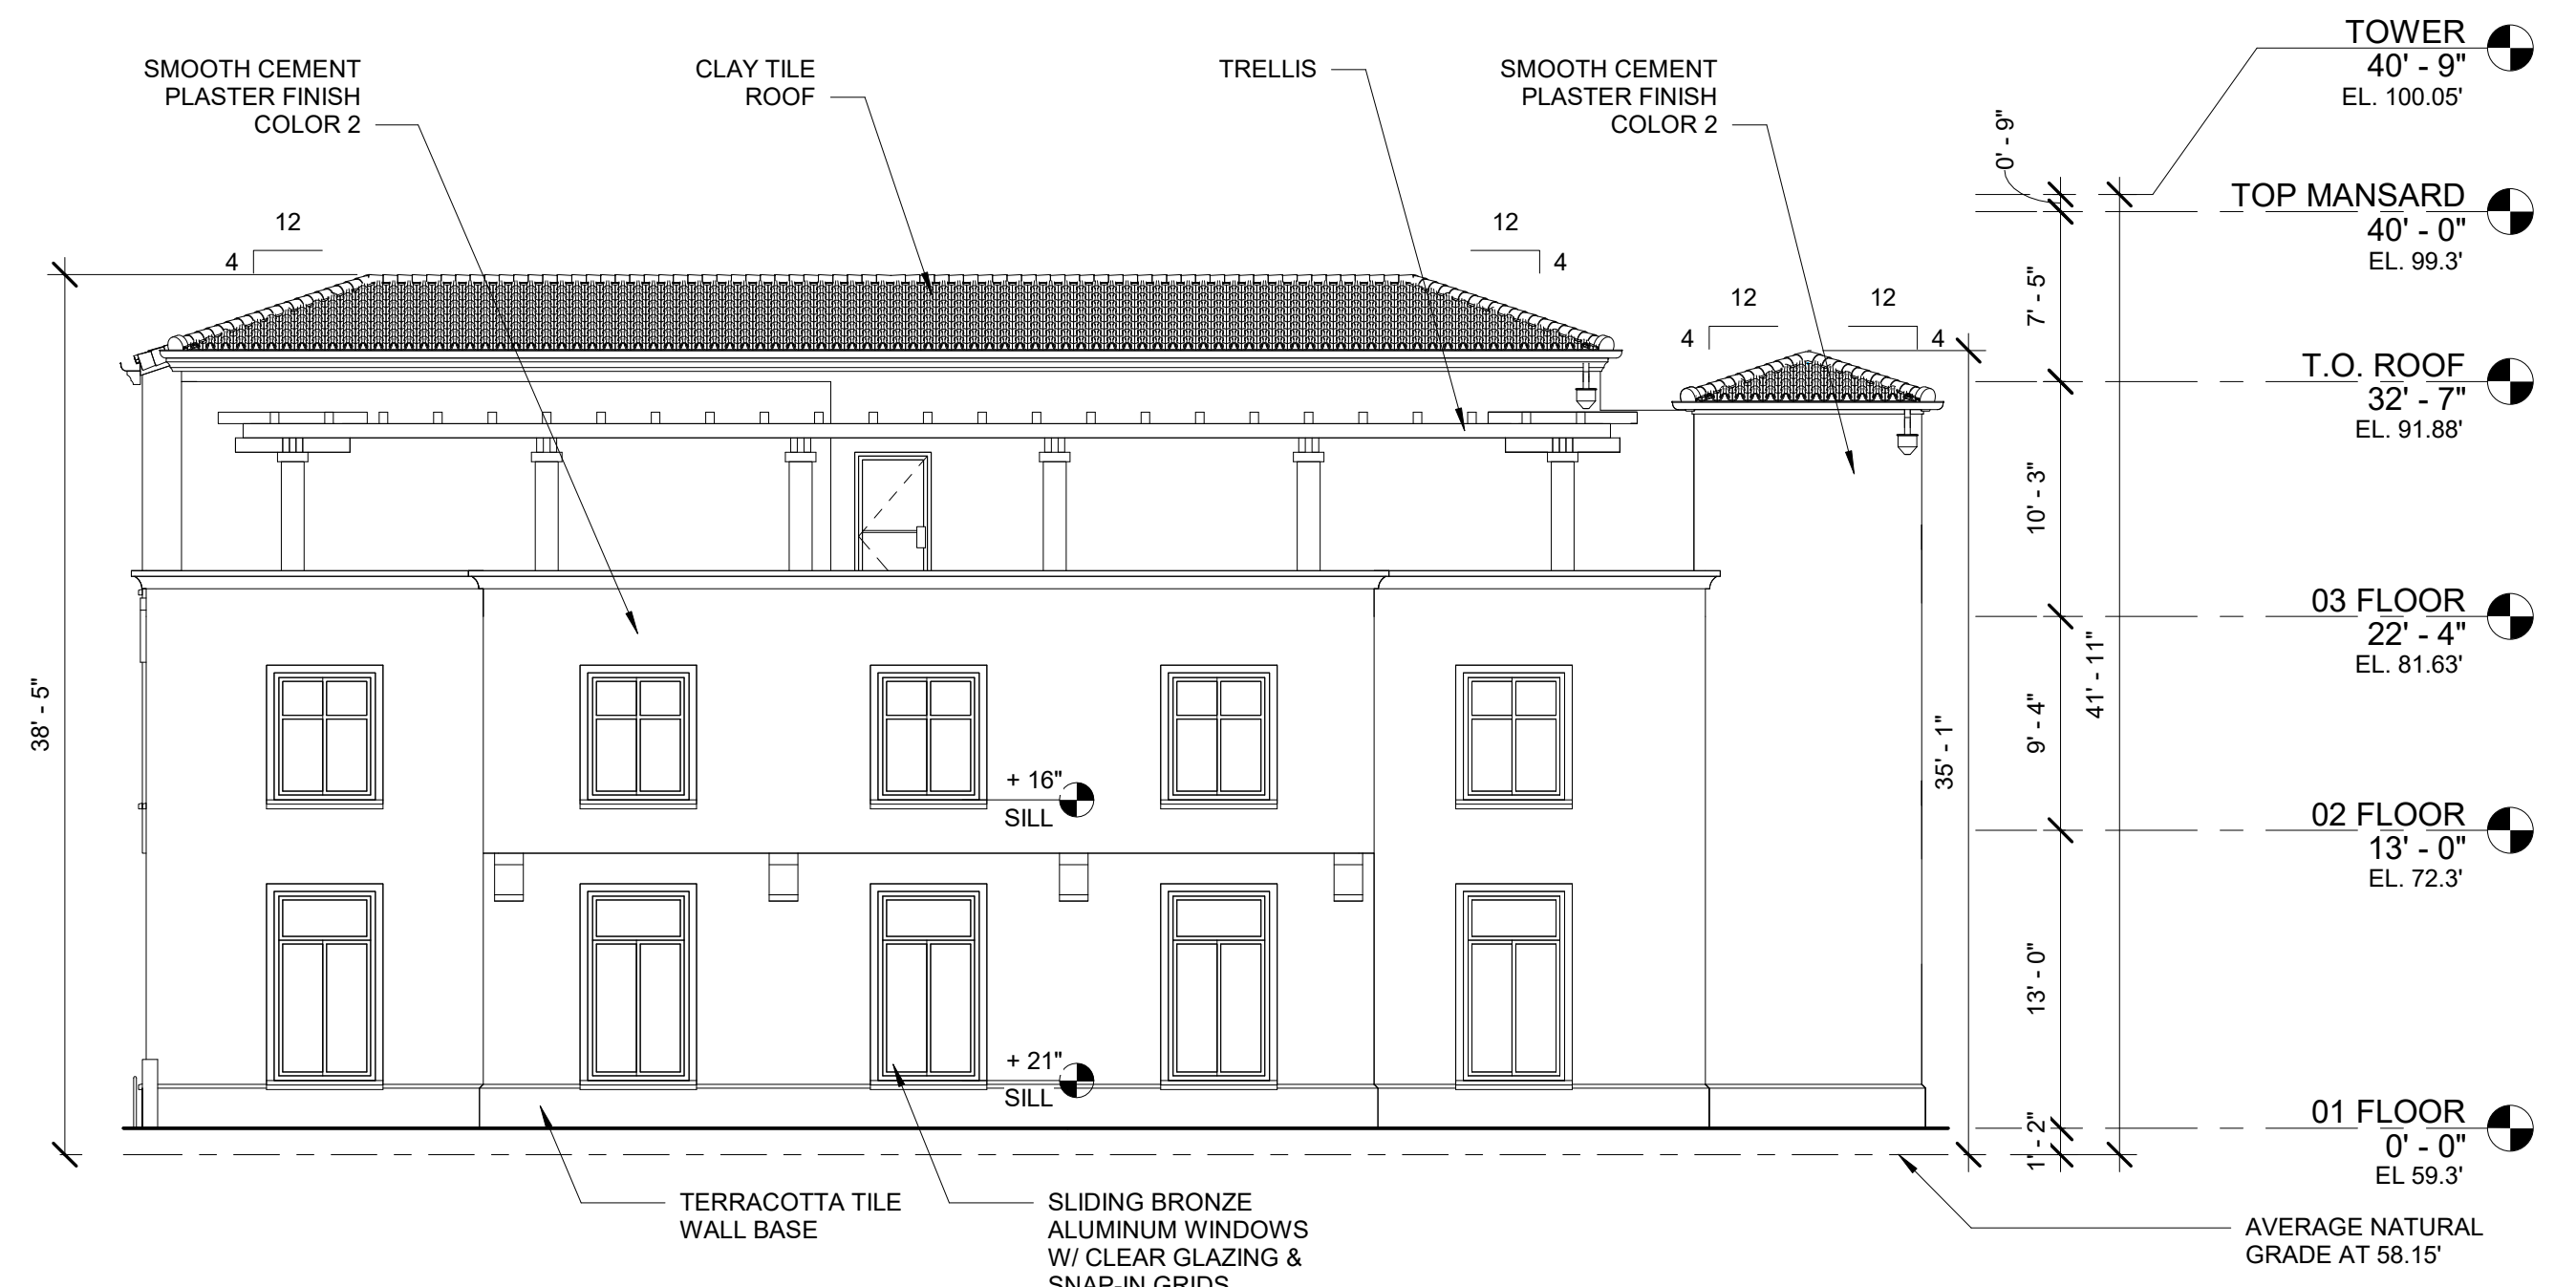 SMOOTH CEMENT
PLASTER FINISH
COLOR 2
CLAY TILE
ROOF
TRELLIS
SMOOTH CEMENT
PLASTER FINISH
COLOR 2
TOWER
40' - 9"
EL. 100.05'
0' - 9"
TOP MANSARD
40' - 0"
EL. 99.3'
12
4
12
4
7' - 5"
12
4
12
4
T.O. ROOF
32' - 7"
EL. 91.88'
10' - 3"
03 FLOOR
22' - 4"
EL. 81.63'
38' - 5"
41' - 11"
9' - 4"
35' - 1"
+ 16"
SILL
02 FLOOR
13' - 0"
EL. 72.3'
13' - 0"
+ 21"
SILL
01 FLOOR
0' - 0"
EL 59.3'
1' - 2"
TERRACOTTA TILE
WALL BASE
SLIDING BRONZE
ALUMINUM WINDOWS
W/ CLEAR GLAZING &
SNAP-IN GRIDS
AVERAGE NATURAL
GRADE AT 58.15'